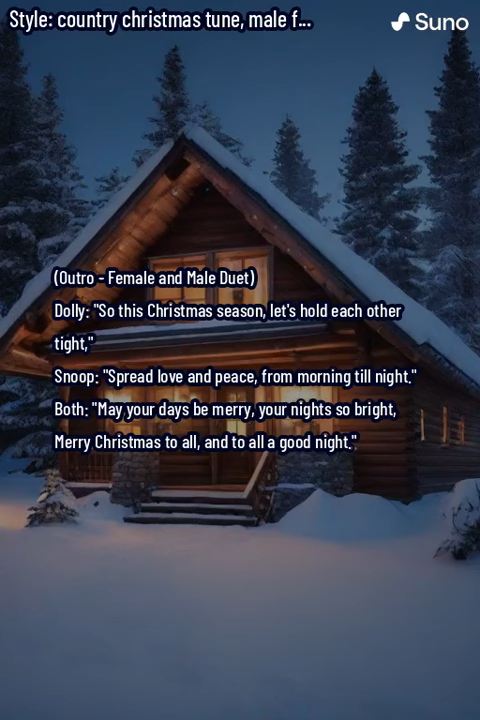 Style: country christmas tune, male f...
Suno
(Outro - Female and Male Duet)
Dolly: "So this Christmas season, let's hold each other
tight,"
Snoop: "Spread love and peace, from morning till night."
Both: "May your days be merry, your nights so bright,
Merry Christmas to all, and to all a good night."